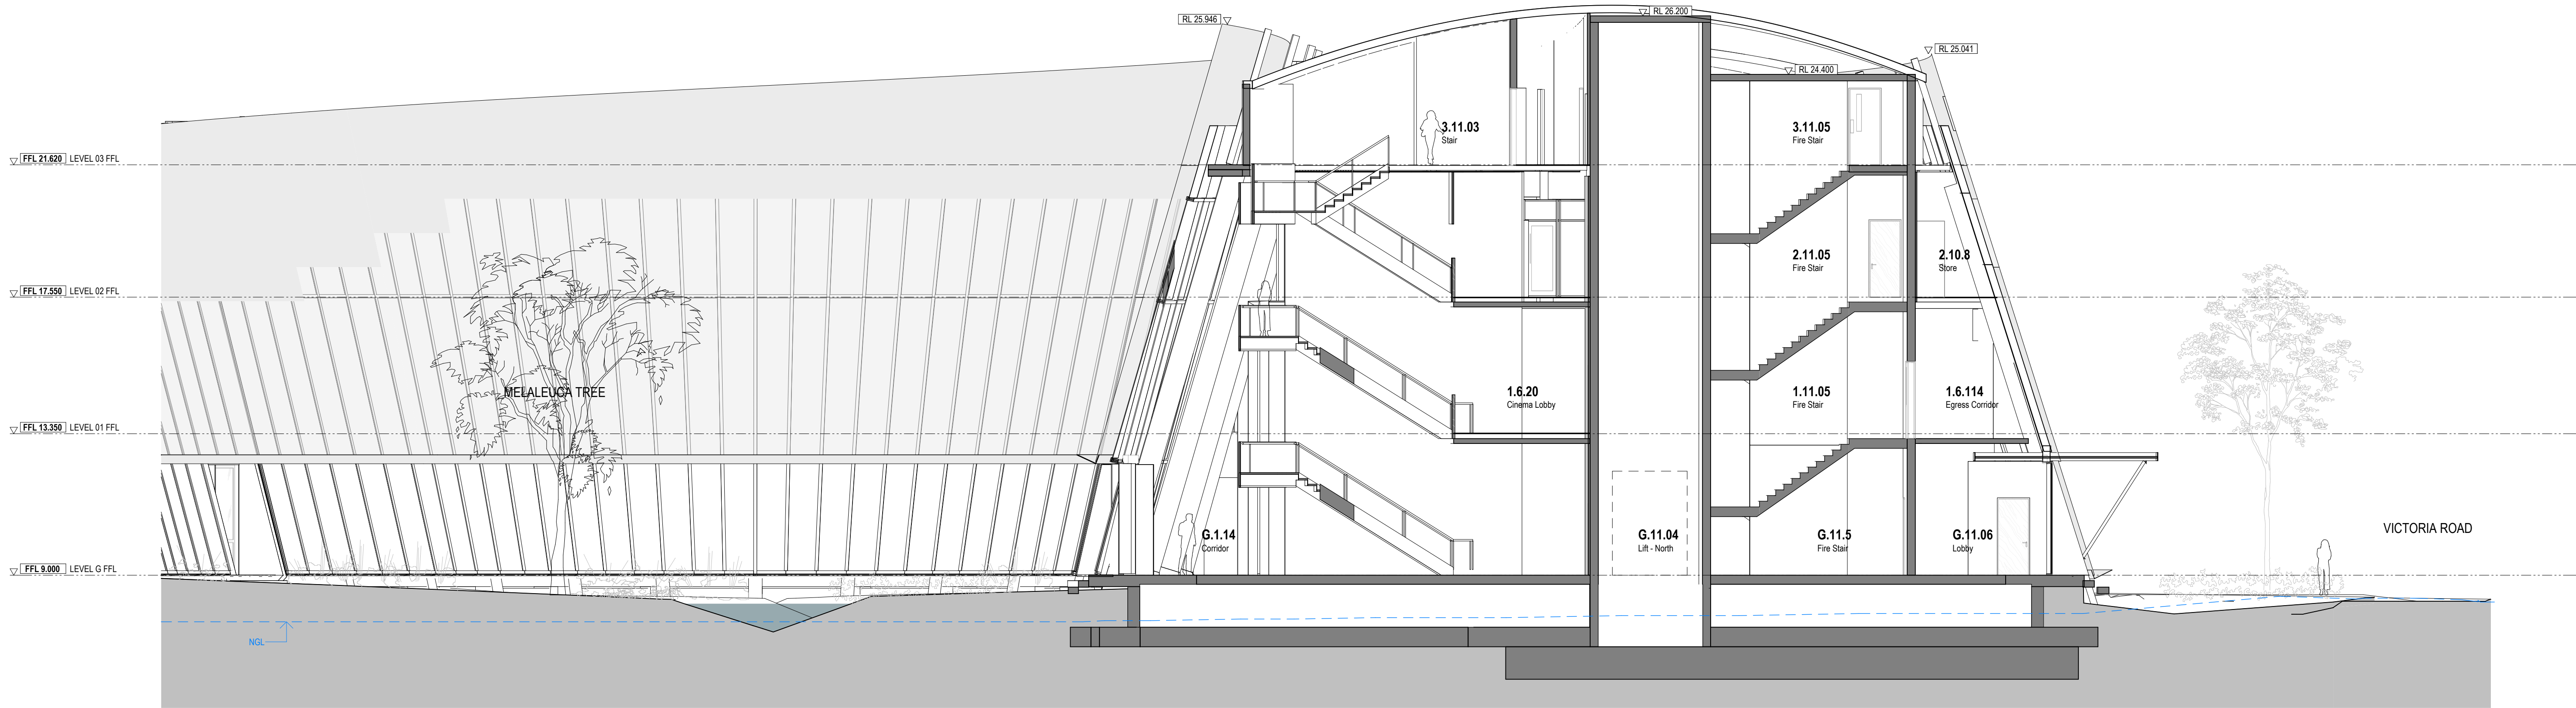 RL 25.946
RL 26.200
RL 25.041
RL 24.400
3.11.03
Stair
3.11.05
Fire Stair
FFL 21.620 LEVEL 03 FFL
2.11.05
Fire Stair
2.10.8
Store
FFL 17.550 LEVEL 02 FFL
MELALEUCA TREE
1.6.20
Cinema Lobby
1.11.05
Fire Stair
1.6.114
Egress Corridor
FFL 13.350 LEVEL 01 FFL
G.1.14
Corridor
G.11.04
Lift - North
G.11.5
Fire Stair
G.11.06
Lobby
VICTORIA ROAD
FFL 9.000 LEVEL G FFL
NGL